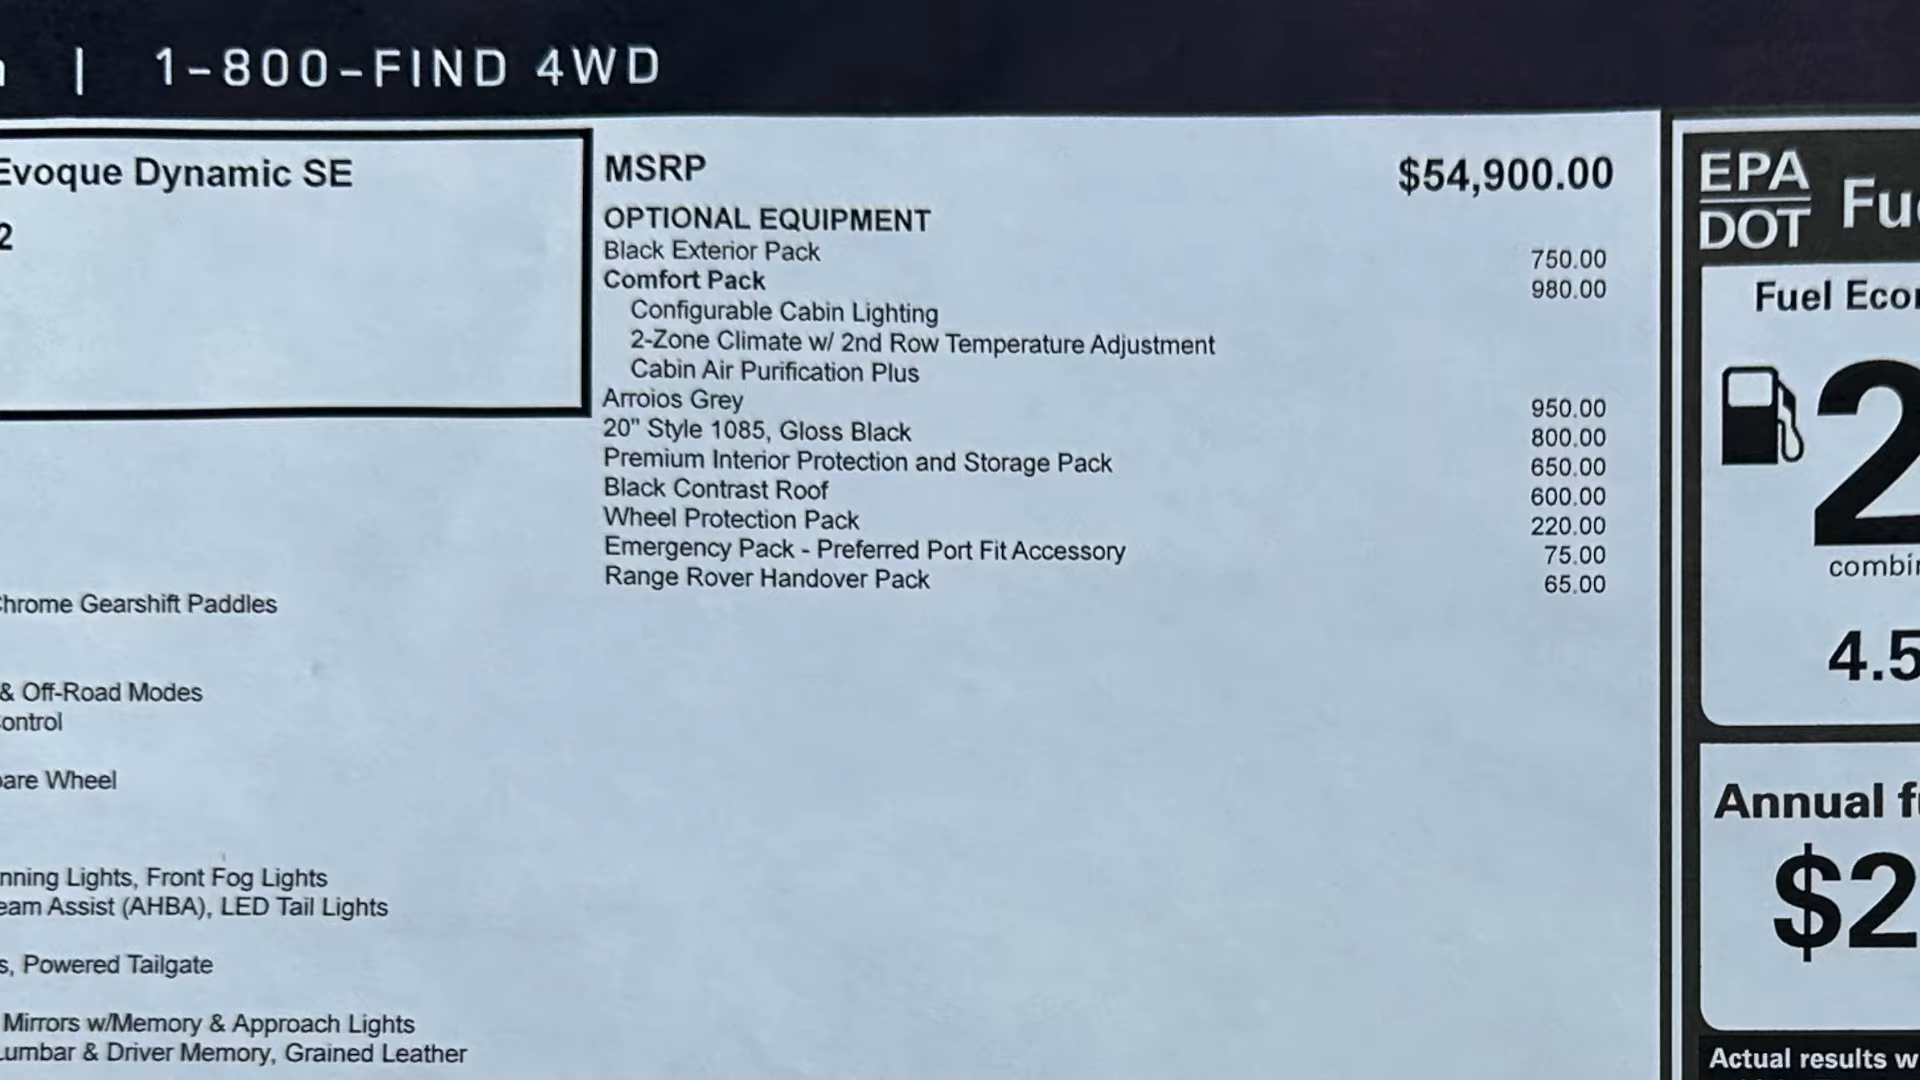 1-800-FIND 4WD
Evoque Dynamic SE
2
MSRP $54,900.00
OPTIONAL EQUIPMENT
Black Exterior Pack 750.00
Comfort Pack 980.00
Configurable Cabin Lighting
2-Zone Climate w/ 2nd Row Temperature Adjustment
Cabin Air Purification Plus
Arroios Grey 950.00
20" Style 1085, Gloss Black 800.00
Premium Interior Protection and Storage Pack 650.00
Black Contrast Roof 600.00
Wheel Protection Pack 220.00
Emergency Pack - Preferred Port Fit Accessory 75.00
Range Rover Handover Pack 65.00
Chrome Gearshift Paddles
& Off-Road Modes
ontrol
are Wheel
nning Lights, Front Fog Lights
eam Assist (AHBA), LED Tail Lights
s, Powered Tailgate
Mirrors w/Memory & Approach Lights
Lumbar & Driver Memory, Grained Leather
EPA
DOT
Fu
Fuel Eco
2
combi
4.5
Annual f
$2
Actual results w